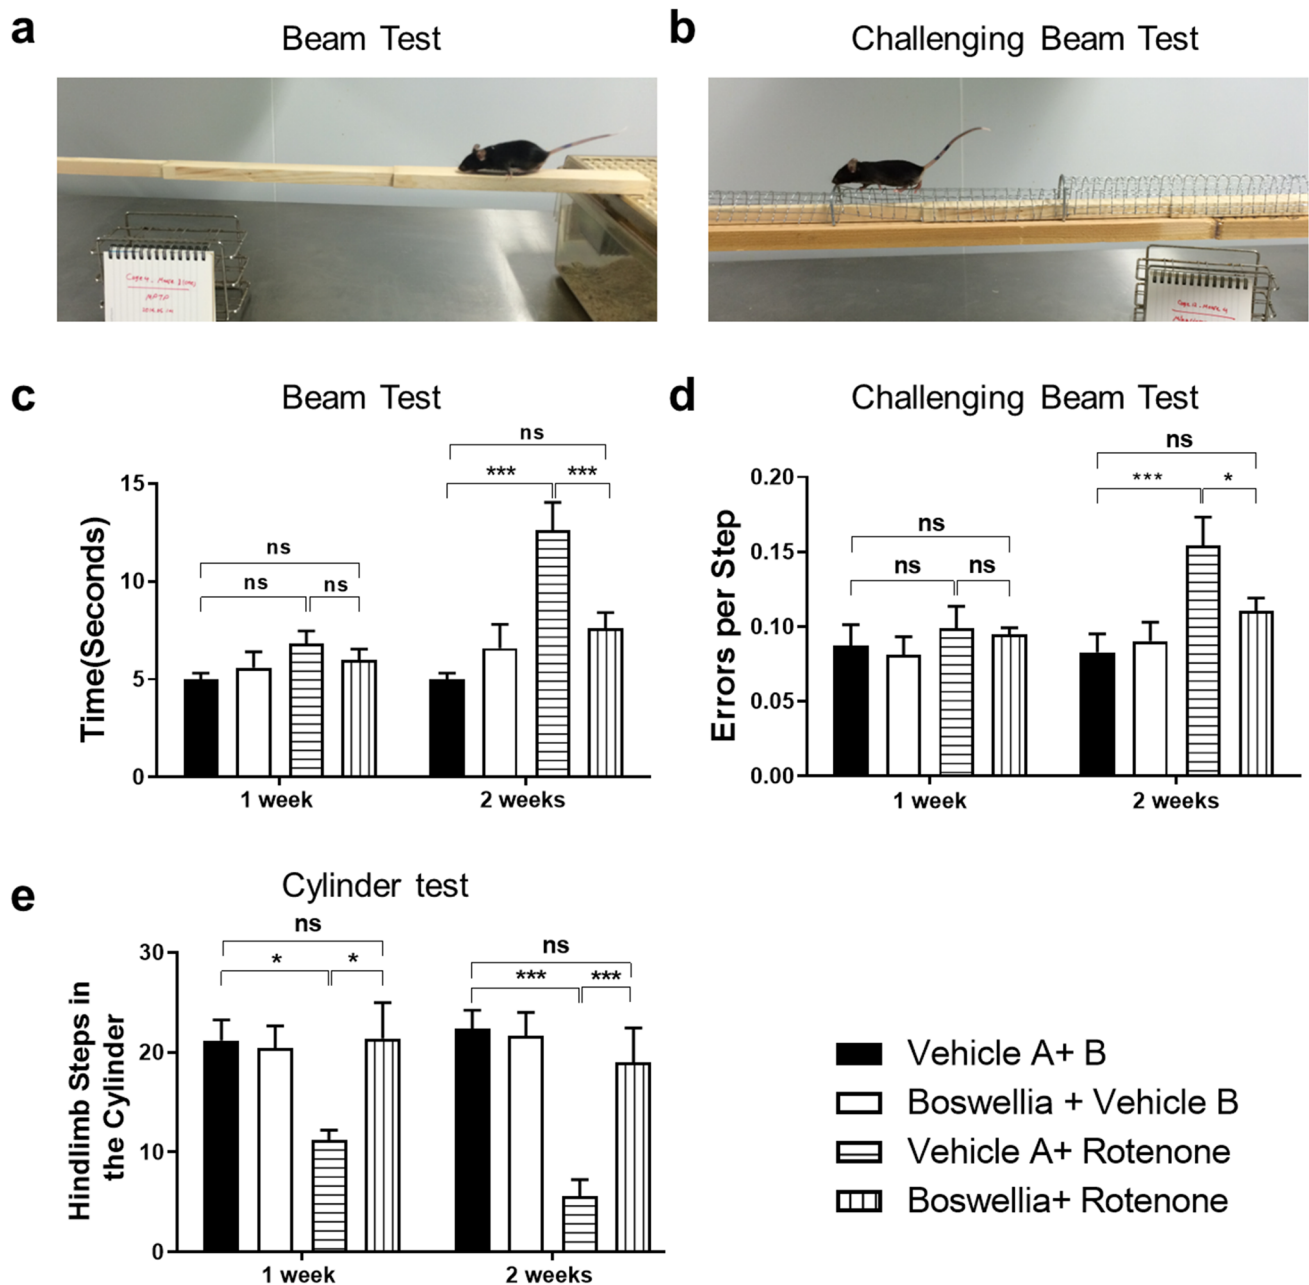 a
Beam Test
b
Challenging Beam Test
MPTP
c
Beam Test
ns
***
***
ns
ns
ns
15
10
5
0
Time(Seconds)
1 week
2 weeks
d
Challenging Beam Test
ns
***
*
ns
ns
ns
0.20
0.15
0.10
0.05
0.00
Errors per Step
1 week
2 weeks
e
Cylinder test
ns
*
*
ns
***
***
30
20
10
0
Hindlimb Steps in
the Cylinder
1 week
2 weeks
Vehicle A+ B
Boswellia + Vehicle B
Vehicle A+ Rotenone
Boswellia+ Rotenone